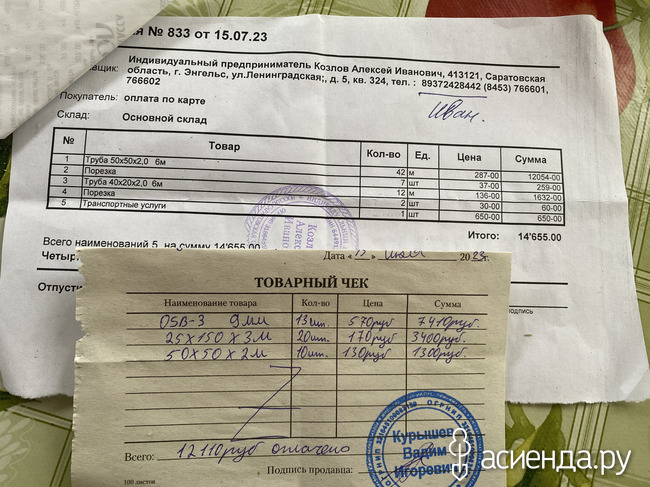 № 833 от 15.07.23
Индивидуальный предприниматель Козлов Алексей Иванович, 413121, Саратовская
область, г. Энгельс, ул.Ленинградская;, д. 5, кв. 324, тел. : 89372428442 (8453) 766601,
766602
Покупатель: оплата по карте
Иван.
Склад: Основной склад
№ Товар Кол-во Ед. Цена Сумма
1 Труба 50х50х2,0 6м 42 м 287-00 12054-00
2 Порезка 7 шт 37-00 259-00
3 Труба 40х20х2,0 6м 12 м 136-00 1632-00
4 Порезка 2 шт 30-00 60-00
5 Транспортные услуги 1 шт 650-00 650-00
Итого: 14'655.00
Всего наименований 5, на сумму 14'655.00
Четыр
Отпусти
Дата «15» июля 2023г.
ТОВАРНЫЙ ЧЕК
Наименование товара Кол-во Цена Сумма
OSB-3 9мм 13шт. 570руб 7410руб.
25х150х3м 20шт. 170руб 3400руб.
50х50х2м 10шт. 130руб 1300руб.
Всего: 12110руб оплачено
Подпись продавца:
100 листов
Курышев
Вадим
Игоревич
асиенда.ру